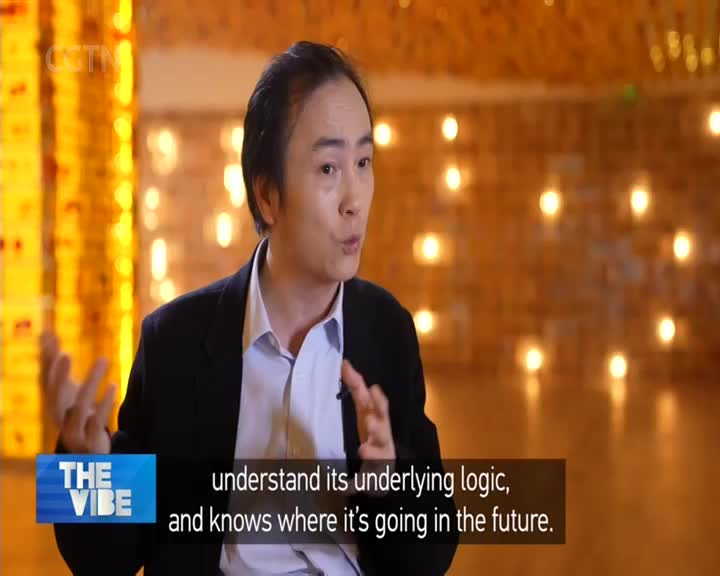 CGTN
THE
VIBE
understand its underlying logic,
and knows where it's going in the future.